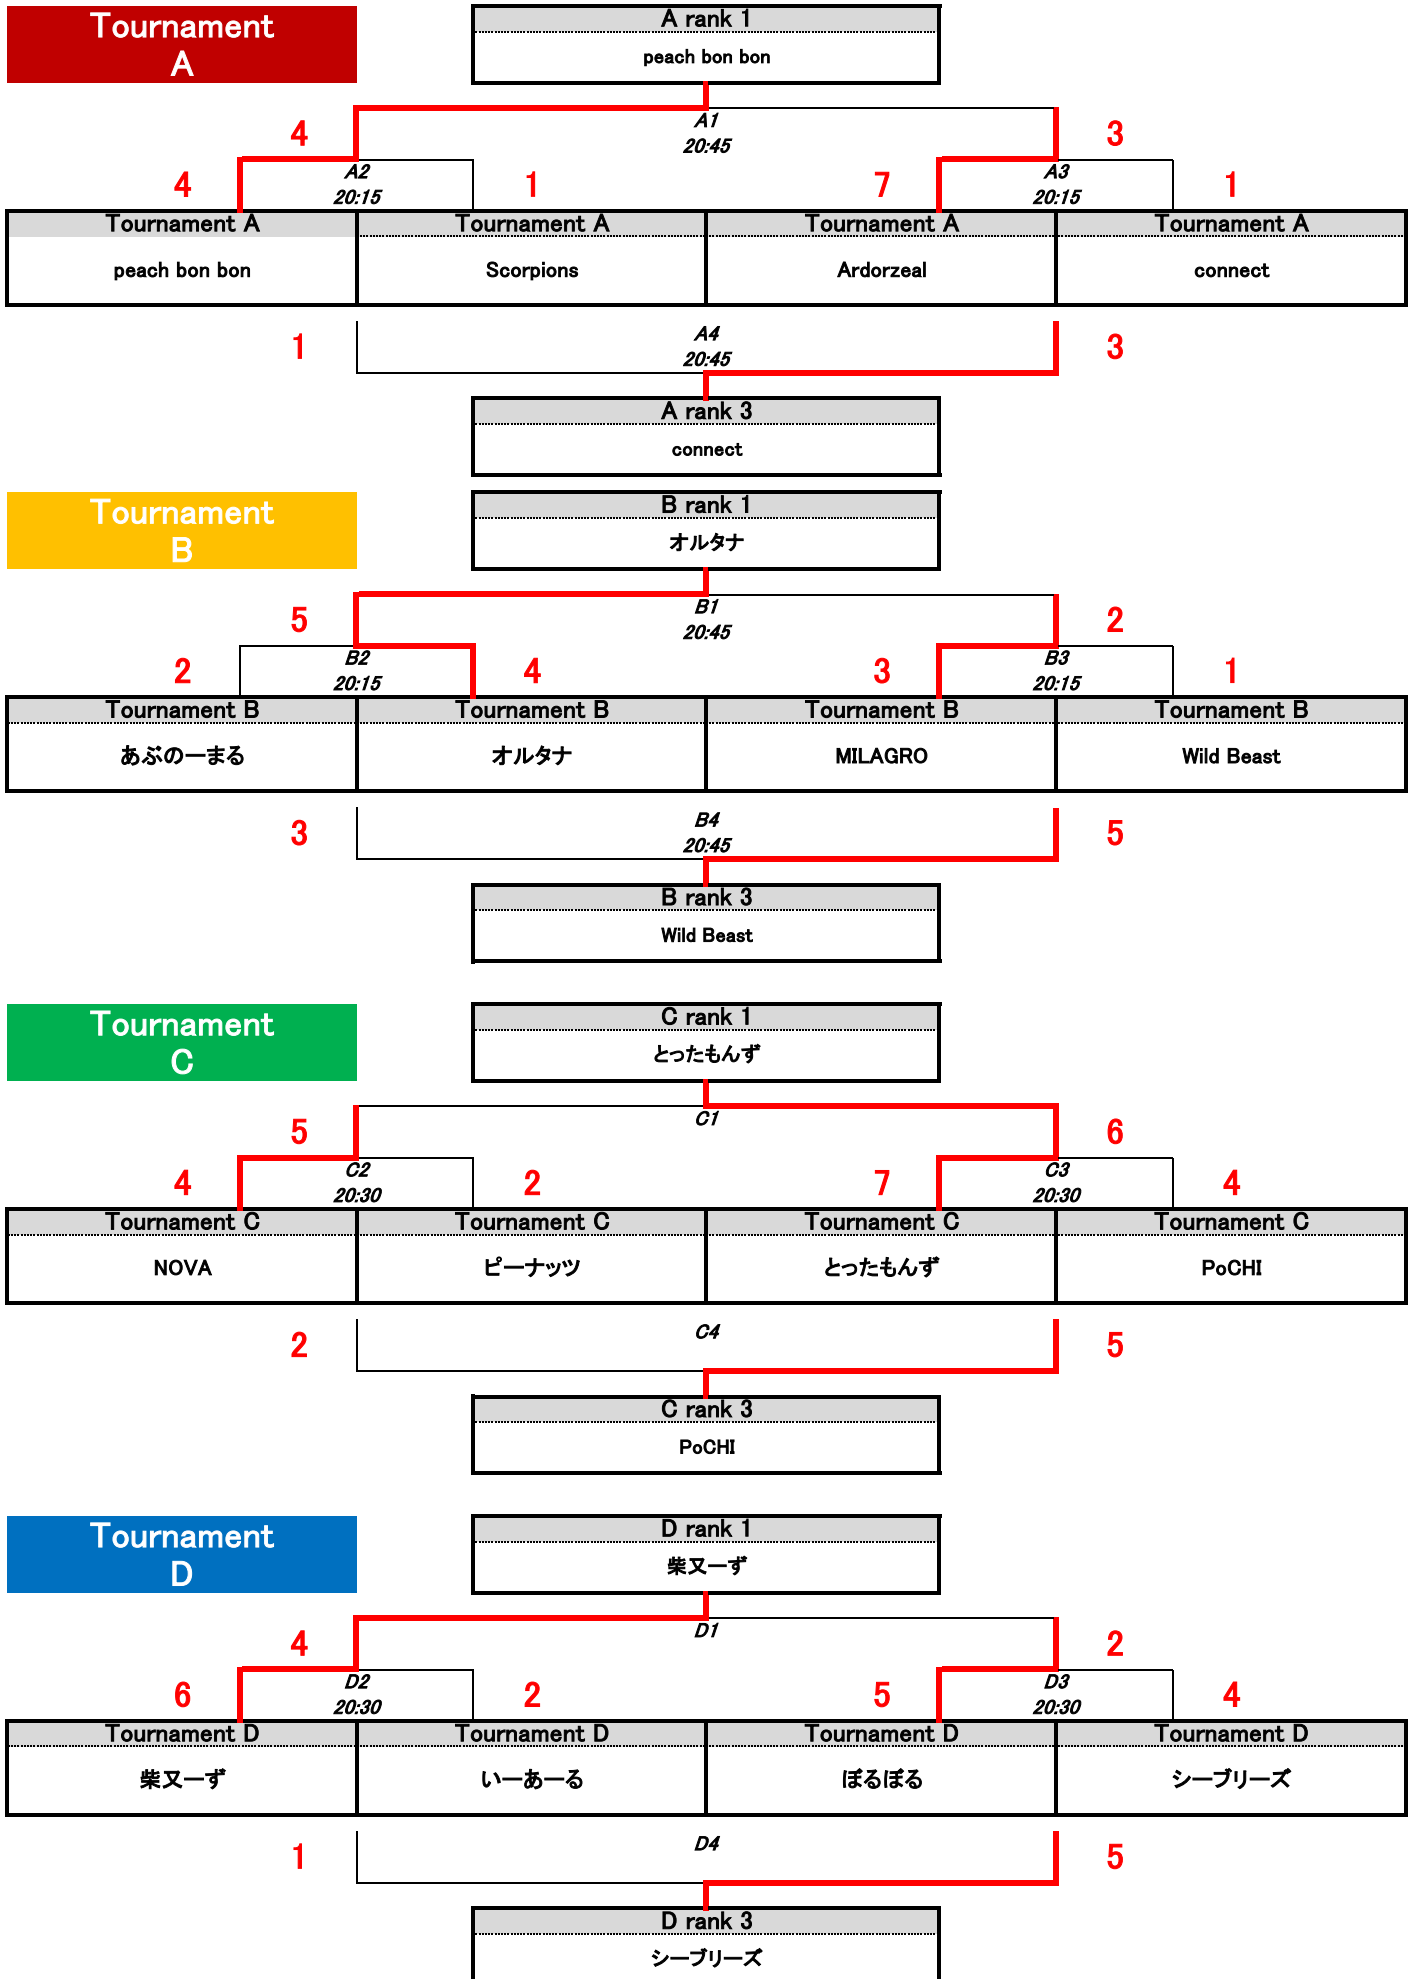 Tournament
A
A rank 1
peach bon bon
4
A1
20:45
3
4
A2
20:15
1
7
A3
20:15
1
Tournament A
Tournament A
Tournament A
Tournament A
peach bon bon
Scorpions
Ardorzeal
connect
1
A4
20:45
3
A rank 3
connect
Tournament
B
B rank 1
オルタナ
5
B1
20:45
2
2
B2
20:15
4
3
B3
20:15
1
Tournament B
Tournament B
Tournament B
Tournament B
あぶのーまる
オルタナ
MILAGRO
Wild Beast
3
B4
20:45
5
B rank 3
Wild Beast
Tournament
C
C rank 1
とったもんず
5
C1
6
4
C2
20:30
2
7
C3
20:30
4
Tournament C
Tournament C
Tournament C
Tournament C
NOVA
ピーナッツ
とったもんず
PoCHI
2
C4
5
C rank 3
PoCHI
Tournament
D
D rank 1
柴又ーず
4
D1
2
6
D2
20:30
2
5
D3
20:30
4
Tournament D
Tournament D
Tournament D
Tournament D
柴又ーず
いーあーる
ぽるぽる
シーブリーズ
1
D4
5
D rank 3
シーブリーズ